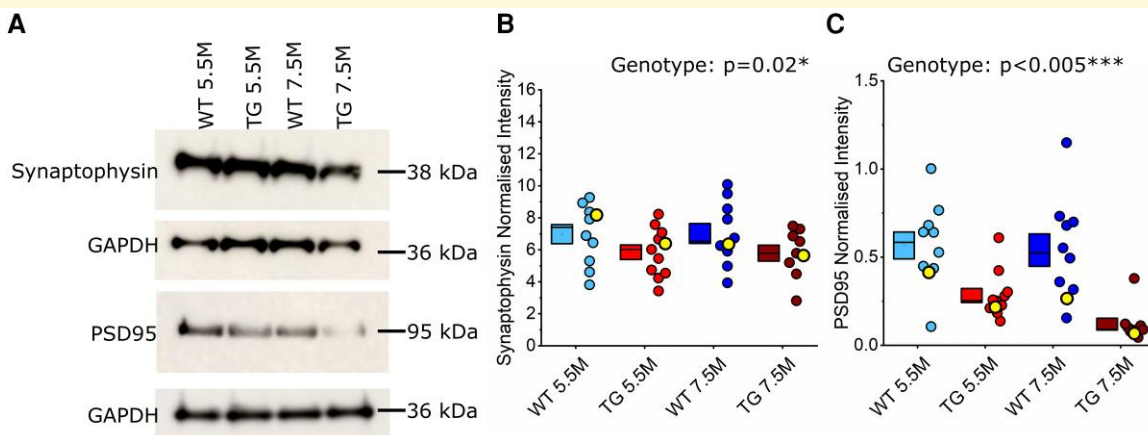 A
WT 5.5M
TG 5.5M
WT 7.5M
TG 7.5M
Synaptophysin
38 kDa
GAPDH
36 kDa
PSD95
95 kDa
GAPDH
36 kDa
B
Genotype: p=0.02*
Synaptophysin Normalised Intensity
16
14
12
10
8
6
4
2
0
WT 5.5M
TG 5.5M
WT 7.5M
TG 7.5M
C
Genotype: p<0.005***
PSD95 Normalised Intensity
1.5
1.0
0.5
0.0
WT 5.5M
TG 5.5M
WT 7.5M
TG 7.5M